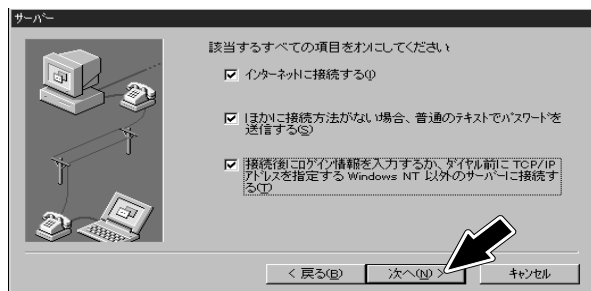 サーバー
該当するすべての項目をオンにしてください
インターネットに接続する(I)
ほかに接続方法がない場合、普通のテキストでパスワードを
送信する(S)
接続後にログイン情報を入力するか、ダイヤル前に TCP/IP
アドレスを指定する Windows NT 以外のサーバーに接続す
る(T)
< 戻る(B)
次へ(N) >
キャンセル